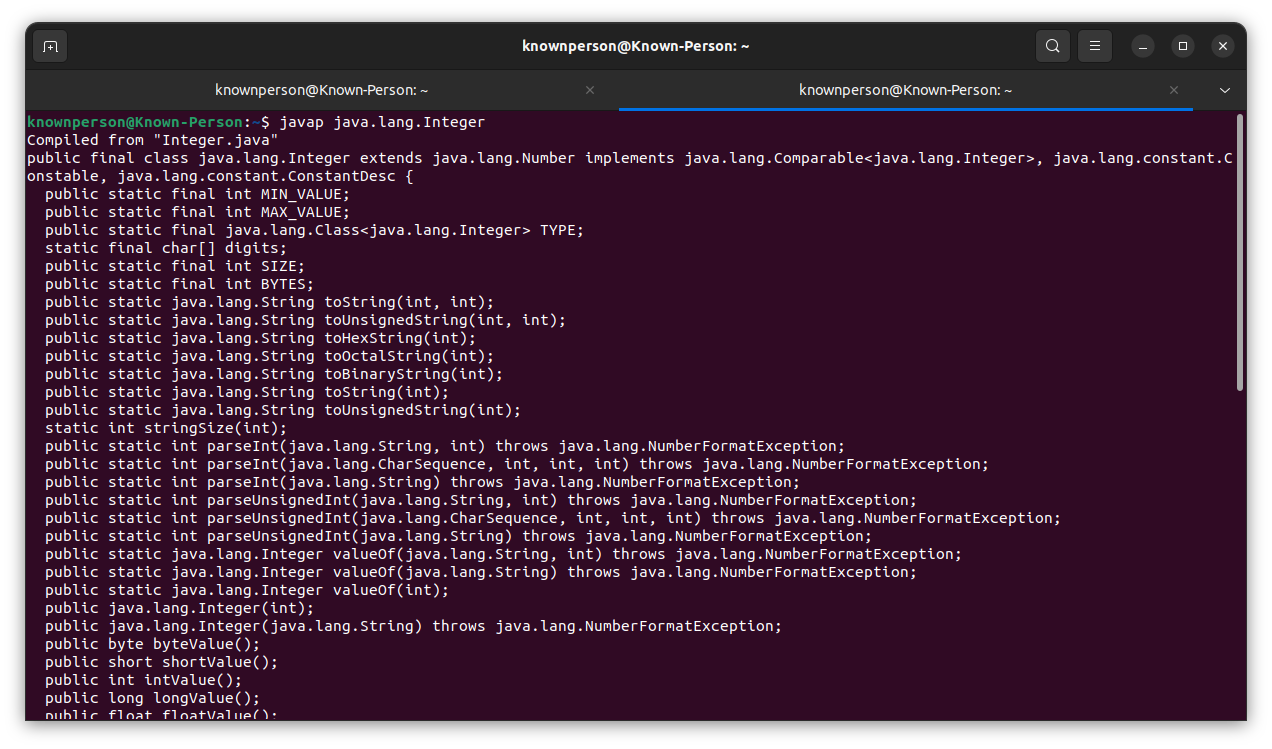 knownperson@Known-Person: ~
knownperson@Known-Person: ~
knownperson@Known-Person: ~
knownperson@Known-Person:~$ javap java.lang.Integer
Compiled from "Integer.java"
public final class java.lang.Integer extends java.lang.Number implements java.lang.Comparable<java.lang.Integer>, java.lang.constant.C
onstable, java.lang.constant.ConstantDesc {
  public static final int MIN_VALUE;
  public static final int MAX_VALUE;
  public static final java.lang.Class<java.lang.Integer> TYPE;
  static final char[] digits;
  public static final int SIZE;
  public static final int BYTES;
  public static java.lang.String toString(int, int);
  public static java.lang.String toUnsignedString(int, int);
  public static java.lang.String toHexString(int);
  public static java.lang.String toOctalString(int);
  public static java.lang.String toBinaryString(int);
  public static java.lang.String toString(int);
  public static java.lang.String toUnsignedString(int);
  static int stringSize(int);
  public static int parseInt(java.lang.String, int) throws java.lang.NumberFormatException;
  public static int parseInt(java.lang.CharSequence, int, int, int) throws java.lang.NumberFormatException;
  public static int parseInt(java.lang.String) throws java.lang.NumberFormatException;
  public static int parseUnsignedInt(java.lang.String, int) throws java.lang.NumberFormatException;
  public static int parseUnsignedInt(java.lang.CharSequence, int, int, int) throws java.lang.NumberFormatException;
  public static int parseUnsignedInt(java.lang.String) throws java.lang.NumberFormatException;
  public static java.lang.Integer valueOf(java.lang.String, int) throws java.lang.NumberFormatException;
  public static java.lang.Integer valueOf(java.lang.String) throws java.lang.NumberFormatException;
  public static java.lang.Integer valueOf(int);
  public java.lang.Integer(int);
  public java.lang.Integer(java.lang.String) throws java.lang.NumberFormatException;
  public byte byteValue();
  public short shortValue();
  public int intValue();
  public long longValue();
  public float floatValue();